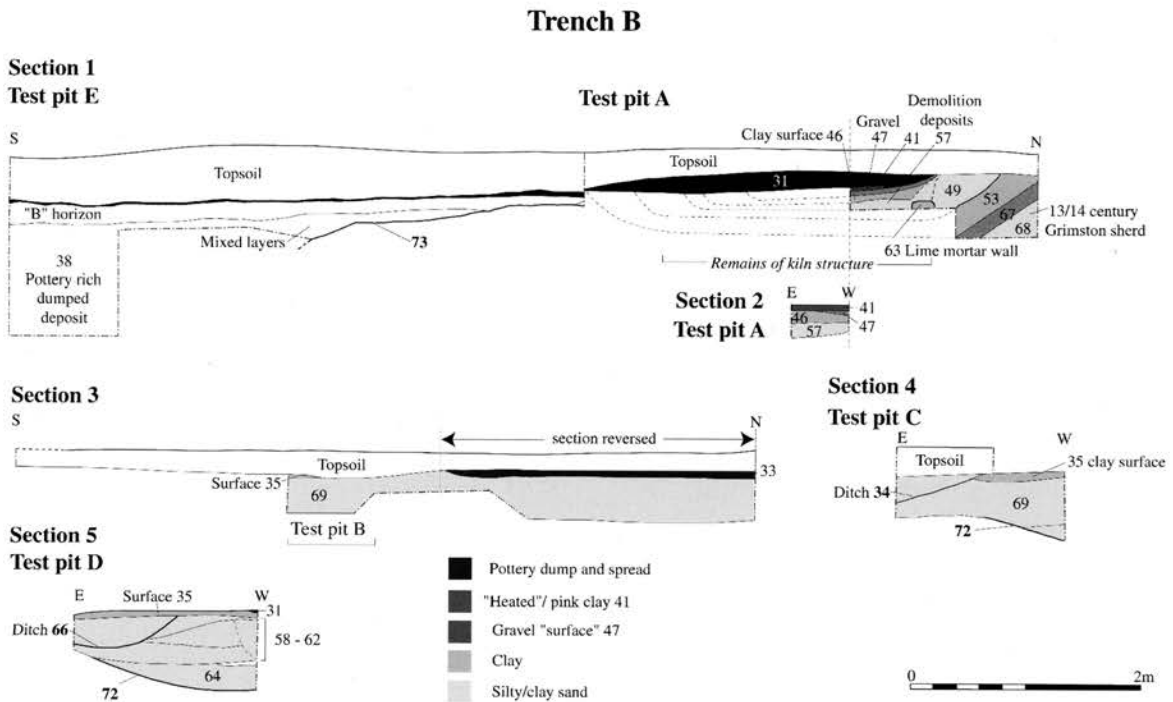 Trench B
Section 1
Test pit E
Test pit A
S
Clay surface 46
Gravel
47
41
Demolition
deposits
57
N
Topsoil
Topsoil
31
49
53
67
68
13/14 century
Grimston sherd
"B" horizon
Mixed layers
73
38
Pottery rich
dumped
deposit
63 Lime mortar wall
Remains of kiln structure
Section 2
Test pit A
E
W
41
46
47
57
Section 3
S
N
section reversed
Topsoil
Surface 35
69
33
Test pit B
Section 4
Test pit C
E
W
Topsoil
35 clay surface
Ditch 34
69
72
Section 5
Test pit D
E
Surface 35
W
31
Ditch 66
58 - 62
64
72
Pottery dump and spread
"Heated"/ pink clay 41
Gravel "surface" 47
Clay
Silty/clay sand
0
2m